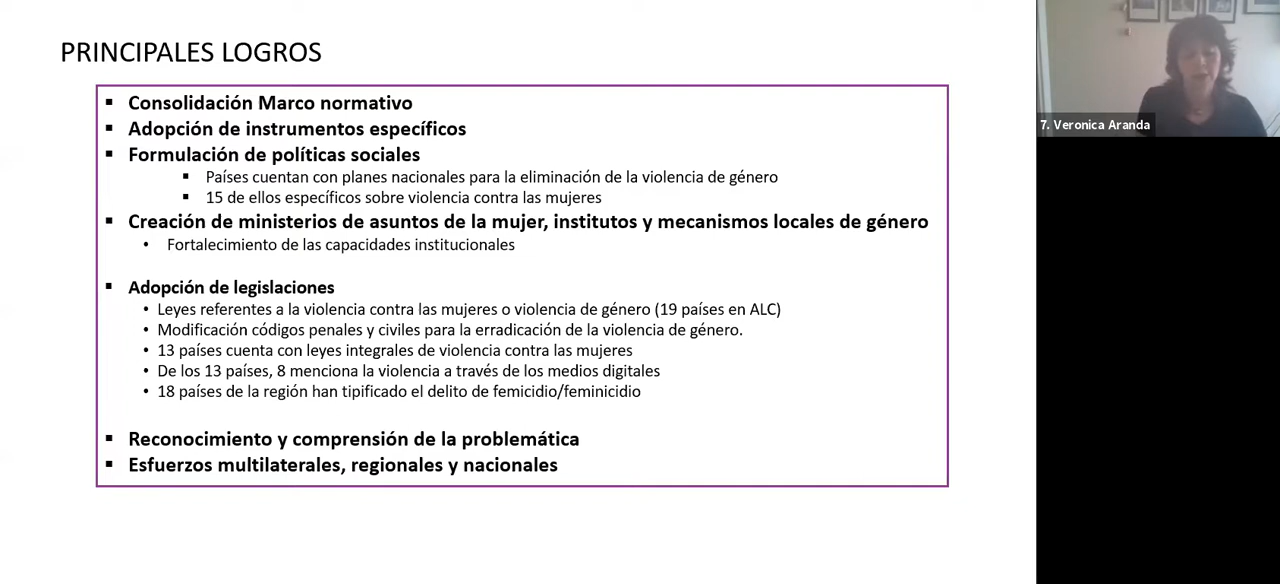 PRINCIPALES LOGROS
▪ Consolidación Marco normativo
▪ Adopción de instrumentos específicos
▪ Formulación de políticas sociales
▪ Países cuentan con planes nacionales para la eliminación de la violencia de género
▪ 15 de ellos específicos sobre violencia contra las mujeres
▪ Creación de ministerios de asuntos de la mujer, institutos y mecanismos locales de género
• Fortalecimiento de las capacidades institucionales
▪ Adopción de legislaciones
• Leyes referentes a la violencia contra las mujeres o violencia de género (19 países en ALC)
• Modificación códigos penales y civiles para la erradicación de la violencia de género.
• 13 países cuenta con leyes integrales de violencia contra las mujeres
• De los 13 países, 8 menciona la violencia a través de los medios digitales
• 18 países de la región han tipificado el delito de femicidio/feminicidio
▪ Reconocimiento y comprensión de la problemática
▪ Esfuerzos multilaterales, regionales y nacionales
7. Veronica Aranda